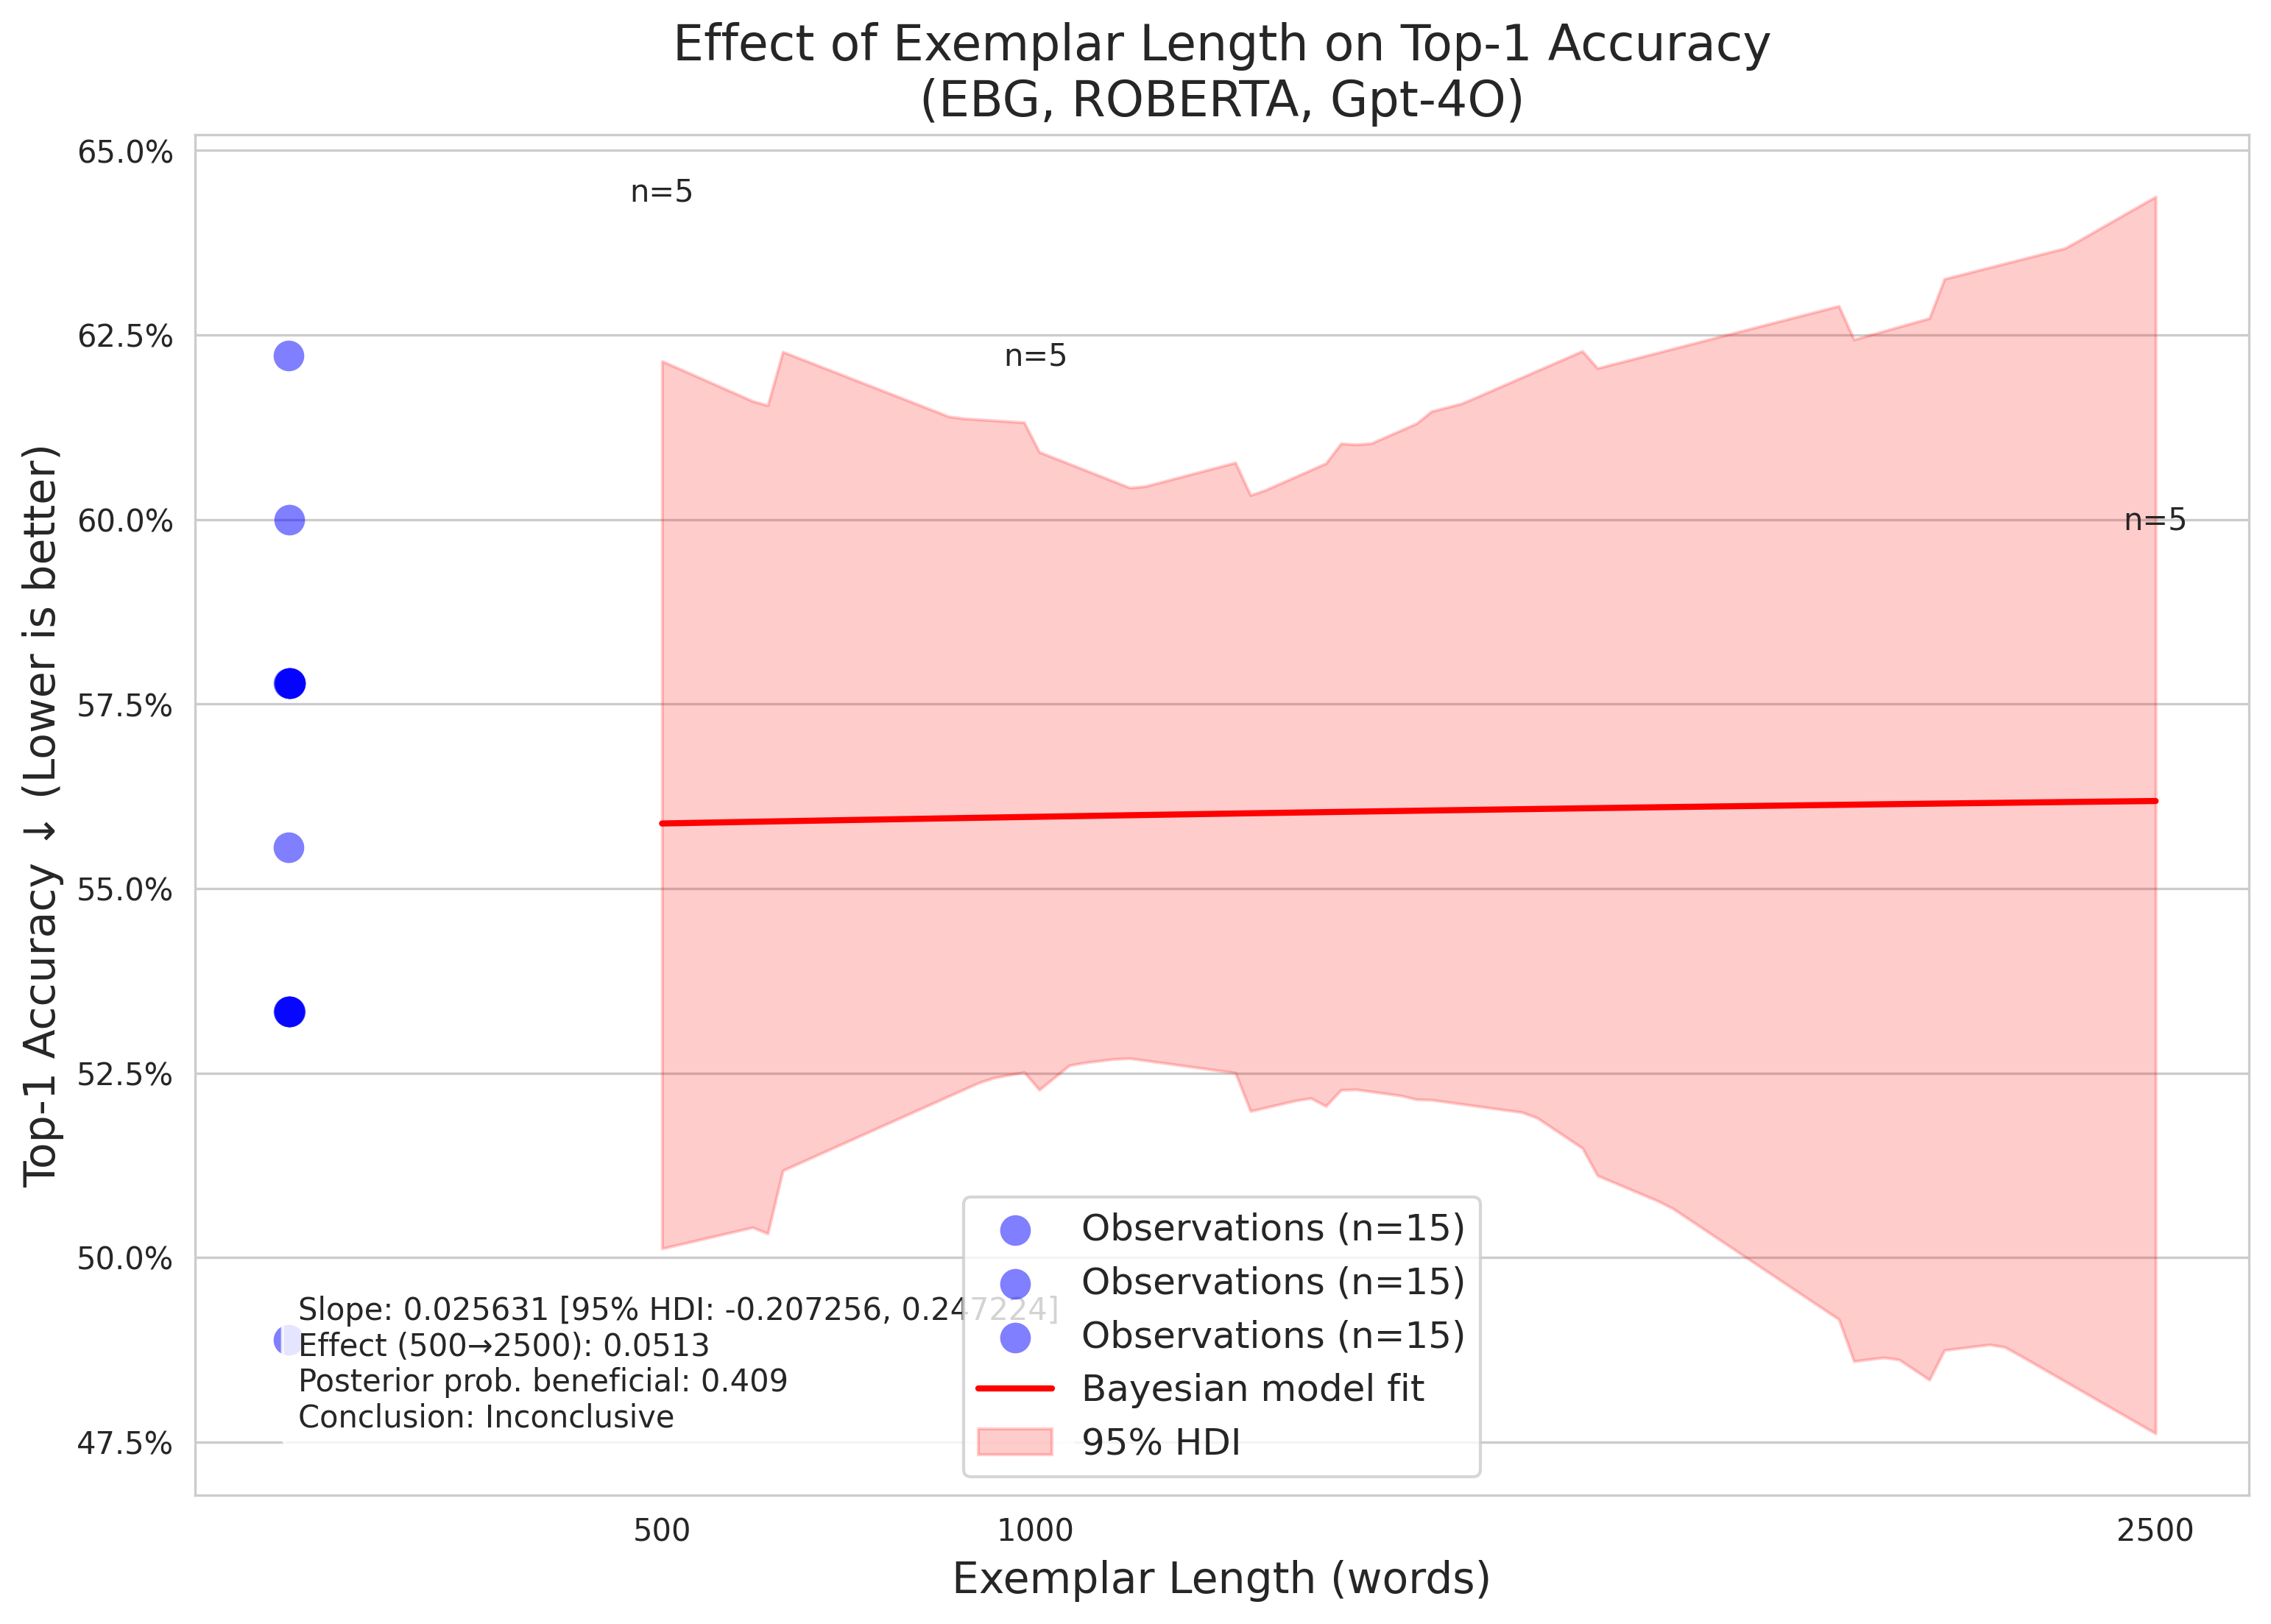 Effect of Exemplar Length on Top-1 Accuracy
(EBG, ROBERTA, Gpt-4O)
Top-1 Accuracy ↓ (Lower is better)
65.0%
62.5%
60.0%
57.5%
55.0%
52.5%
50.0%
47.5%
n=5
n=5
n=5
Slope: 0.025631 [95% HDI: -0.207256, 0.247224]
Effect (500→2500): 0.0513
Posterior prob. beneficial: 0.409
Conclusion: Inconclusive
Observations (n=15)
Observations (n=15)
Observations (n=15)
Bayesian model fit
95% HDI
500
1000
2500
Exemplar Length (words)